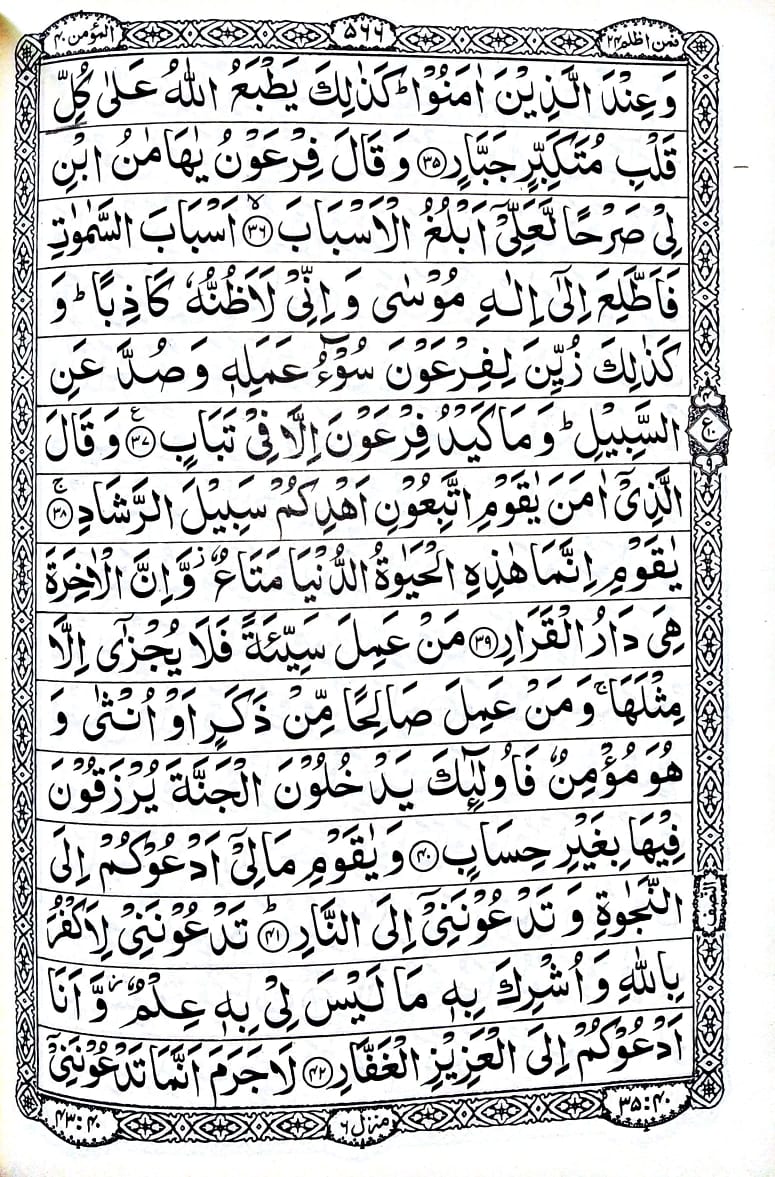 فمن اظلم ۲۴
۵۶۶
المؤمن ۴۰
وَعِنْدَ الَّذِیْنَ اٰمَنُوْا ؕ كَذٰلِكَ یَطْبَعُ اللّٰهُ عَلٰی كُلِّ
قَلْبِ مُتَكَبِّرٍ جَبَّارٍ ﴿۳۵﴾ وَ قَالَ فِرْعَوْنُ یٰهَامٰنُ ابْنِ
لِیْ صَرْحًا لَّعَلِّیْۤ اَبْلُغُ الْاَسْبَابَ ﴿۳۶﴾ۙ اَسْبَابَ السَّمٰوٰتِ
فَاَطَّلِعَ اِلٰۤی اِلٰهِ مُوْسٰی وَ اِنِّیْ لَاَظُنُّهٗ كَاذِبًا ؕ وَ
كَذٰلِكَ زُیِّنَ لِفِرْعَوْنَ سُوْٓءُ عَمَلِهٖ وَ صُدَّ عَنِ
السَّبِیْلِ ؕ وَ مَا كَیْدُ فِرْعَوْنَ اِلَّا فِیْ تَبَابٍ ﴿۳۷﴾ع وَ قَالَ
۴
ع
۹
الَّذِیْۤ اٰمَنَ یٰقَوْمِ اتَّبِعُوْنِ اَهْدِكُمْ سَبِیْلَ الرَّشَادِ ﴿۳۸﴾ۚ
یٰقَوْمِ اِنَّمَا هٰذِهِ الْحَیٰوةُ الدُّنْیَا مَتَاعٌ ؗ وَّ اِنَّ الْاٰخِرَةَ
هِیَ دَارُ الْقَرَارِ ﴿۳۹﴾ مَنْ عَمِلَ سَیِّئَةً فَلَا یُجْزٰۤی اِلَّا
مِثْلَهَا ۚ وَ مَنْ عَمِلَ صَالِحًا مِّنْ ذَكَرٍ اَوْ اُنْثٰی وَ
هُوَ مُؤْمِنٌ فَاُولٰٓئِكَ یَدْخُلُوْنَ الْجَنَّةَ یُرْزَقُوْنَ
فِیْهَا بِغَیْرِ حِسَابٍ ﴿۴۰﴾ وَ یٰقَوْمِ مَا لِیْۤ اَدْعُوْكُمْ اِلَی
النَّجٰوةِ وَ تَدْعُوْنَنِیْۤ اِلَی النَّارِ ﴿۴۱﴾ؕ تَدْعُوْنَنِیْ لِاَكْفُرَ
النصف
بِاللّٰهِ وَ اُشْرِكَ بِهٖ مَا لَیْسَ لِیْ بِهٖ عِلْمٌ ؗ وَّ اَنَا
اَدْعُوْكُمْ اِلَی الْعَزِیْزِ الْغَفَّارِ ﴿۴۲﴾ لَا جَرَمَ اَنَّمَا تَدْعُوْنَنِیْۤ
۳۵:۴۰
منزل ۶
۴۳:۴۰